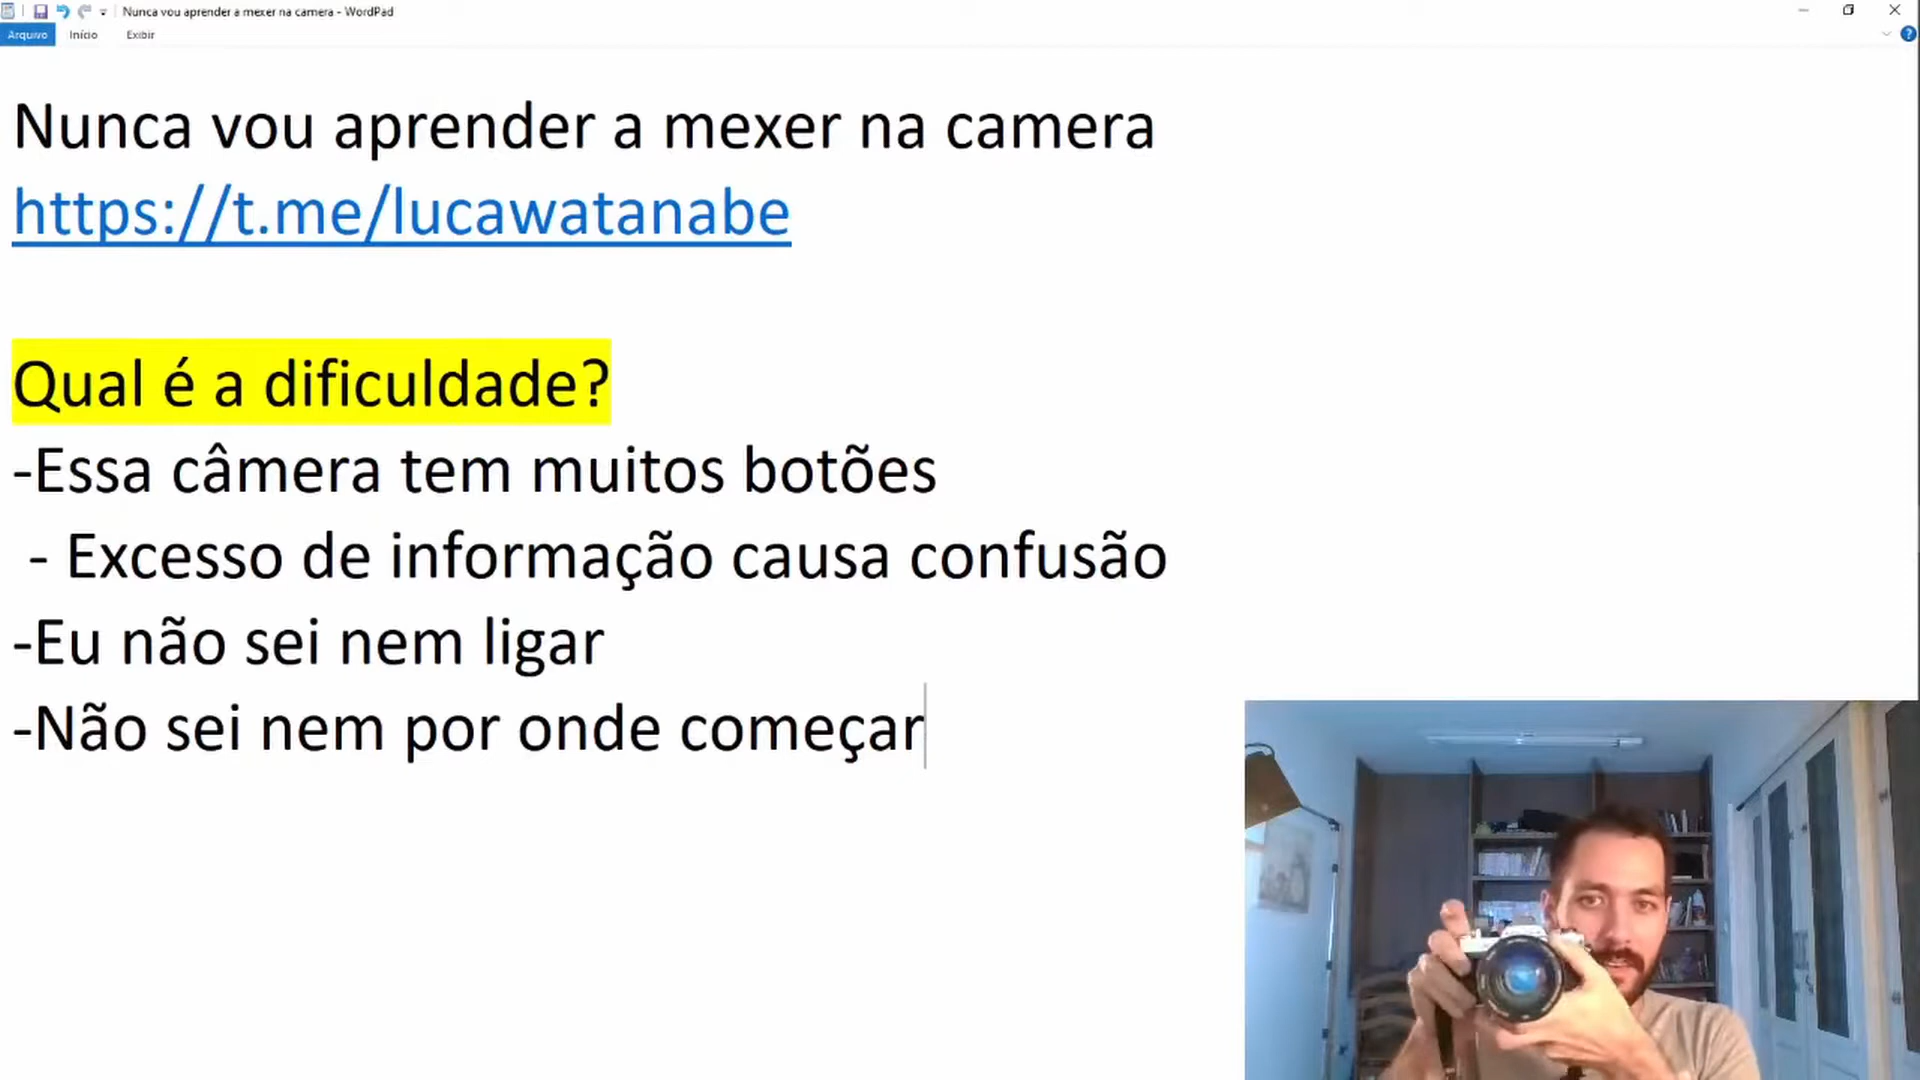 Nunca vou aprender a mexer na camera - WordPad
Arquivo Início Exibir
Nunca vou aprender a mexer na camera
https://t.me/lucawatanabe
Qual é a dificuldade?
-Essa câmera tem muitos botões
- Excesso de informação causa confusão
-Eu não sei nem ligar
-Não sei nem por onde começar